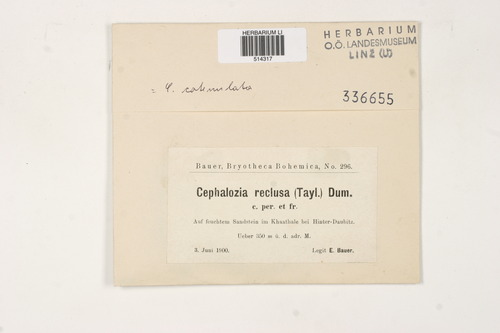 HERBARIUM LI
514317
HERBARIUM
O.Ö. LANDESMUSEUM
LINZ (LI)
= C. catenulata
336655
Bauer, Bryotheca Bohemica, No. 296.
Cephalozia reclusa (Tayl.) Dum.
c. per. et fr.
Auf feuchtem Sandstein im Khaatale bei Hinter-Daubitz.
Ueber 350 m ü. d. adr. M.
3. Juni 1900. Legit E. Bauer.